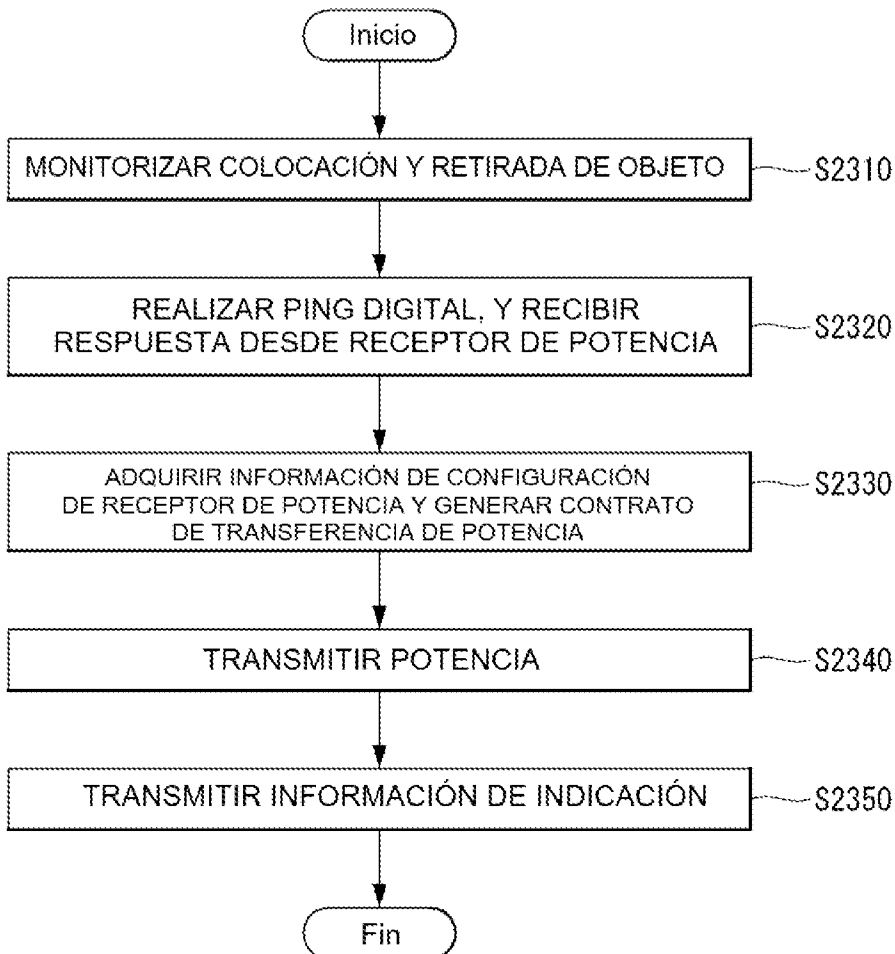 Inicio
MONITORIZAR COLOCACIÓN Y RETIRADA DE OBJETO
S2310
REALIZAR PING DIGITAL, Y RECIBIR
RESPUESTA DESDE RECEPTOR DE POTENCIA
S2320
ADQUIRIR INFORMACIÓN DE CONFIGURACIÓN
DE RECEPTOR DE POTENCIA Y GENERAR CONTRATO
DE TRANSFERENCIA DE POTENCIA
S2330
TRANSMITIR POTENCIA
S2340
TRANSMITIR INFORMACIÓN DE INDICACIÓN
S2350
Fin